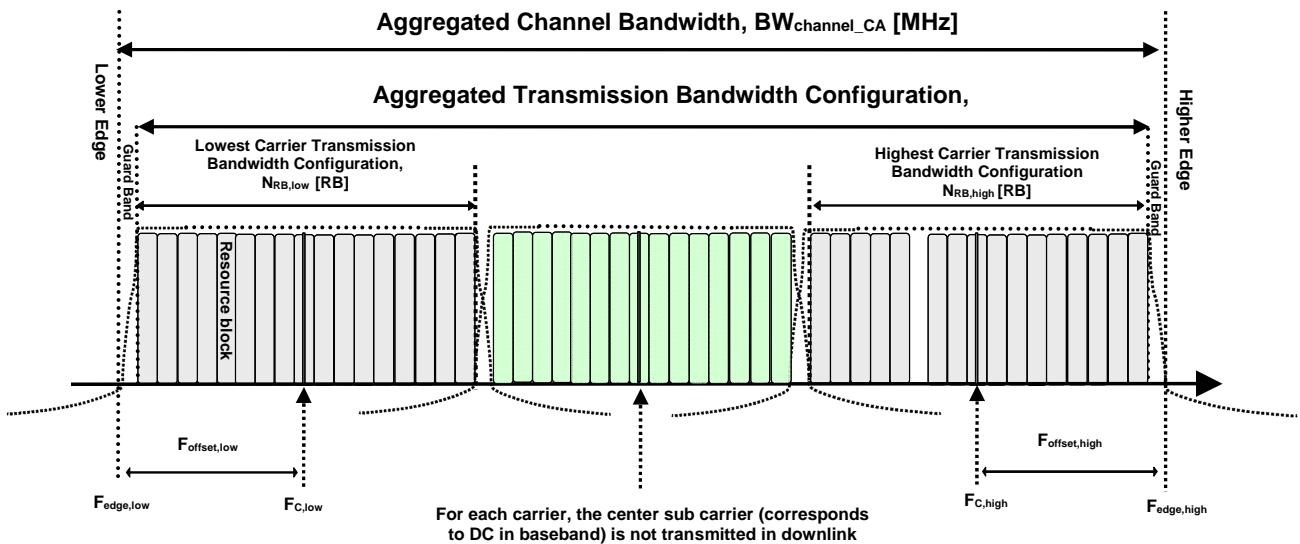 Aggregated Channel Bandwidth, BWchannel_CA [MHz]
Lower Edge
Higher Edge
Aggregated Transmission Bandwidth Configuration,
Guard Band
Lowest Carrier Transmission
Bandwidth Configuration,
NRB,low [RB]
Highest Carrier Transmission
Bandwidth Configuration
NRB,high [RB]
Guard Band
Resource block
Foffset,low
Foffset,high
Fedge,low
FC,low
FC,high
Fedge,high
For each carrier, the center sub carrier (corresponds
to DC in baseband) is not transmitted in downlink